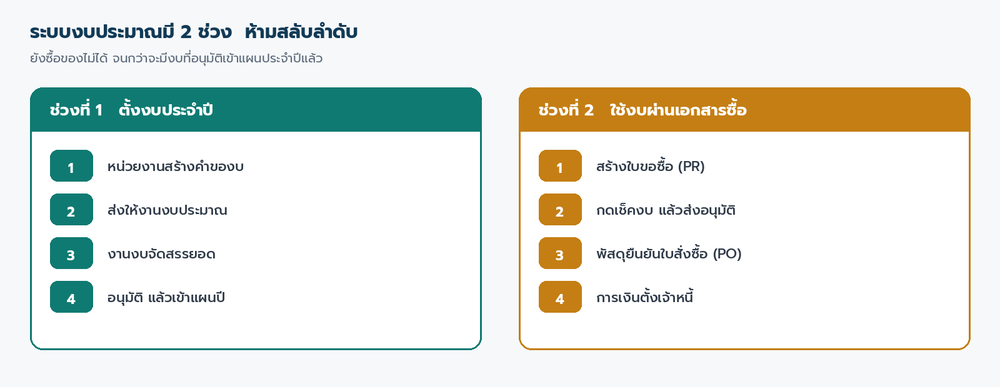 ระบบงบประมาณมี 2 ช่วง ห้ามสลับลำดับ
ยังซื้อของไม่ได้ จนกว่าจะมีงบที่อนุมัติเข้าแผนประจำปีแล้ว
ช่วงที่ 1 ตั้งงบประจำปี
1 หน่วยงานสร้างคำของบ
2 ส่งให้งานงบประมาณ
3 งานงบจัดสรรยอด
4 อนุมัติ แล้วเข้าแผนปี
ช่วงที่ 2 ใช้งบผ่านเอกสารซื้อ
1 สร้างใบขอซื้อ (PR)
2 กดเช็คงบ แล้วส่งอนุมัติ
3 พัสดุยืนยันใบสั่งซื้อ (PO)
4 การเงินตั้งเจ้าหนี้